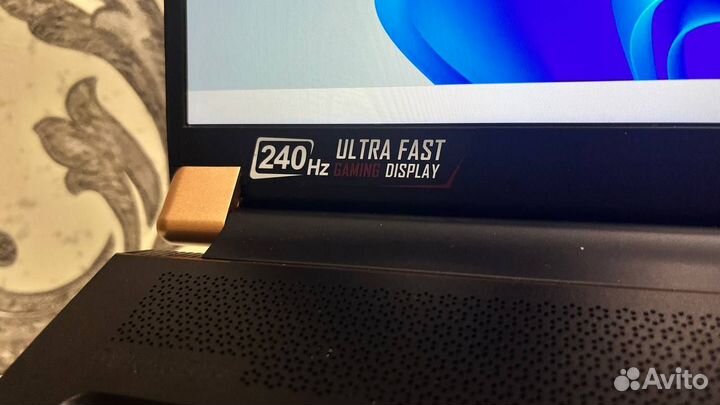 240Hz ULTRA FAST
GAMING DISPLAY
Avito